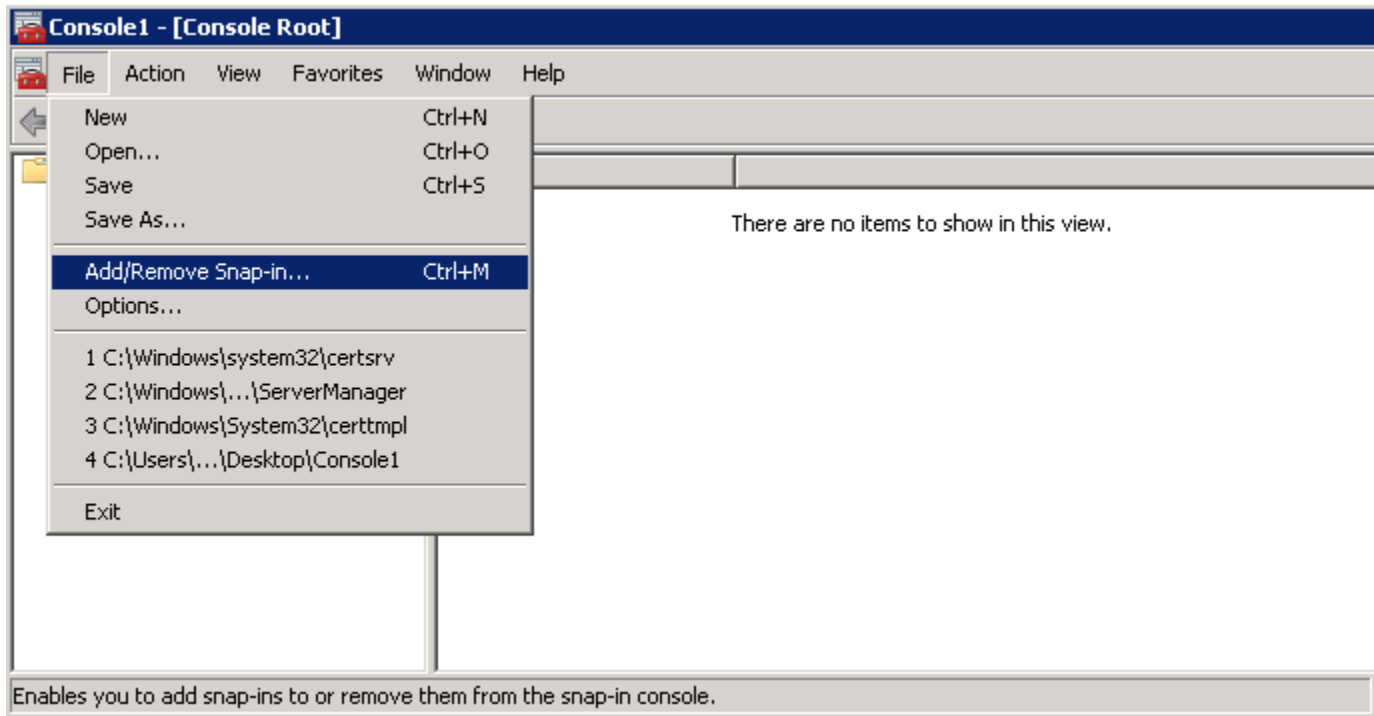 Console1 - [Console Root]
File Action View Favorites Window Help
New Ctrl+N
Open... Ctrl+O
Save Ctrl+S
Save As...
Add/Remove Snap-in... Ctrl+M
Options...
1 C:\Windows\system32\certsrv
2 C:\Windows\...\ServerManager
3 C:\Windows\System32\certtmpl
4 C:\Users\...\Desktop\Console1
Exit
There are no items to show in this view.
Enables you to add snap-ins to or remove them from the snap-in console.